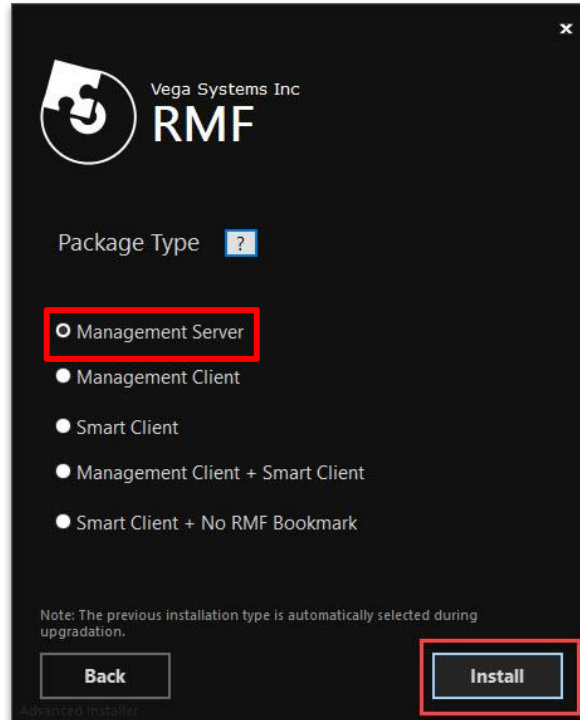 x
Vega Systems Inc
RMF
Package Type ?
Management Server
Management Client
Smart Client
Management Client + Smart Client
Smart Client + No RMF Bookmark
Note: The previous installation type is automatically selected during
upgradation.
Back Install
Advanced Installer